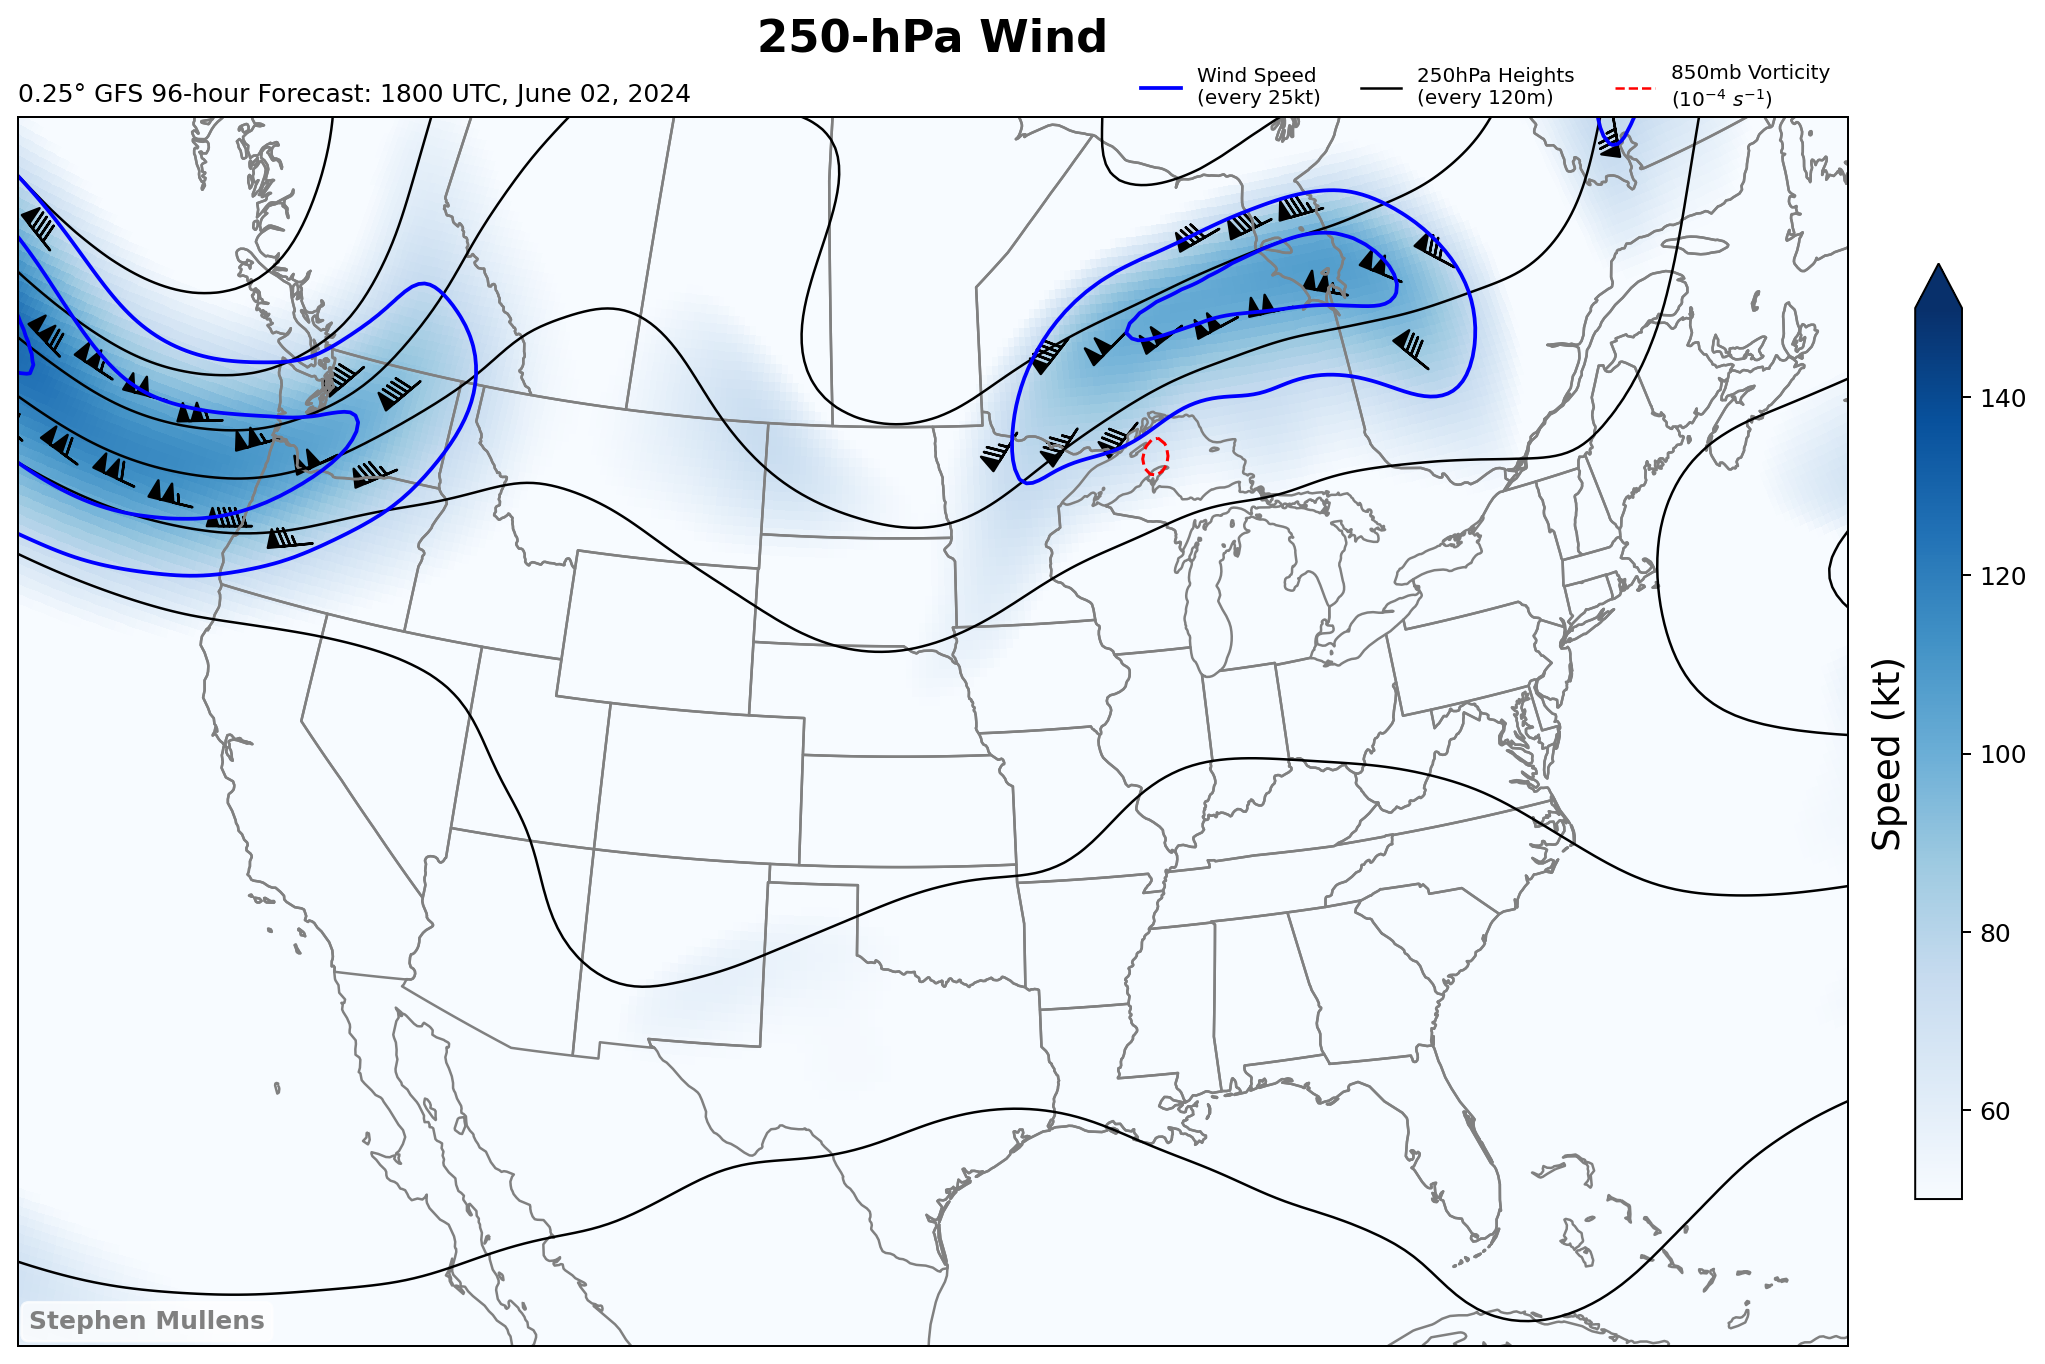 250-hPa Wind
0.25° GFS 96-hour Forecast: 1800 UTC, June 02, 2024
Wind Speed
(every 25kt)
250hPa Heights
(every 120m)
850mb Vorticity
(10⁻⁴ s⁻¹)
140
120
100
80
60
Speed (kt)
Stephen Mullens